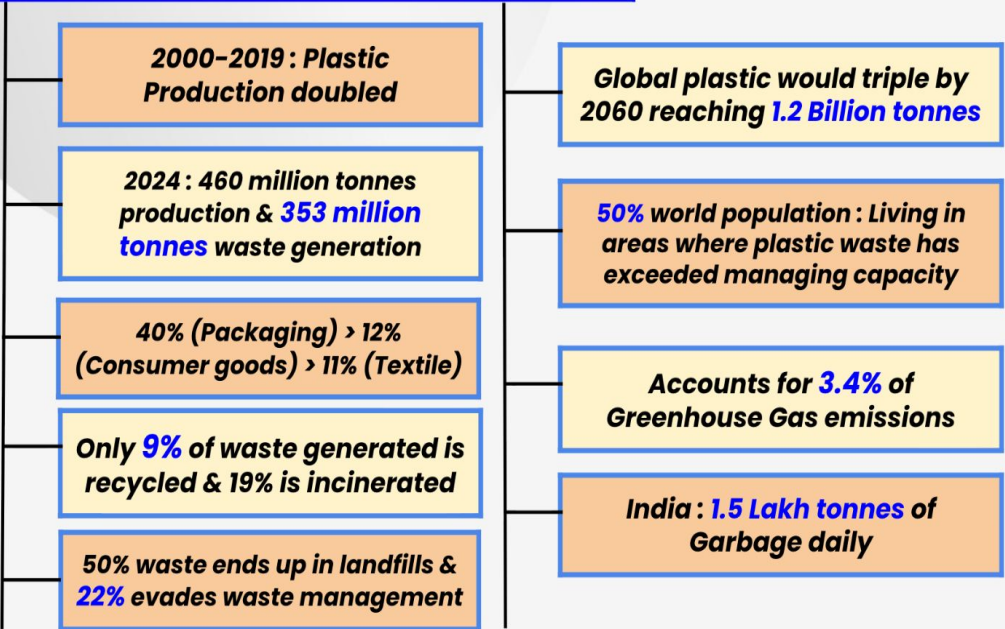 2000-2019 : Plastic
Production doubled
2024 : 460 million tonnes
production & 353 million
tonnes waste generation
40% (Packaging) > 12%
(Consumer goods) > 11% (Textile)
Only 9% of waste generated is
recycled & 19% is incinerated
50% waste ends up in landfills &
22% evades waste management
Global plastic would triple by
2060 reaching 1.2 Billion tonnes
50% world population : Living in
areas where plastic waste has
exceeded managing capacity
Accounts for 3.4% of
Greenhouse Gas emissions
India : 1.5 Lakh tonnes of
Garbage daily